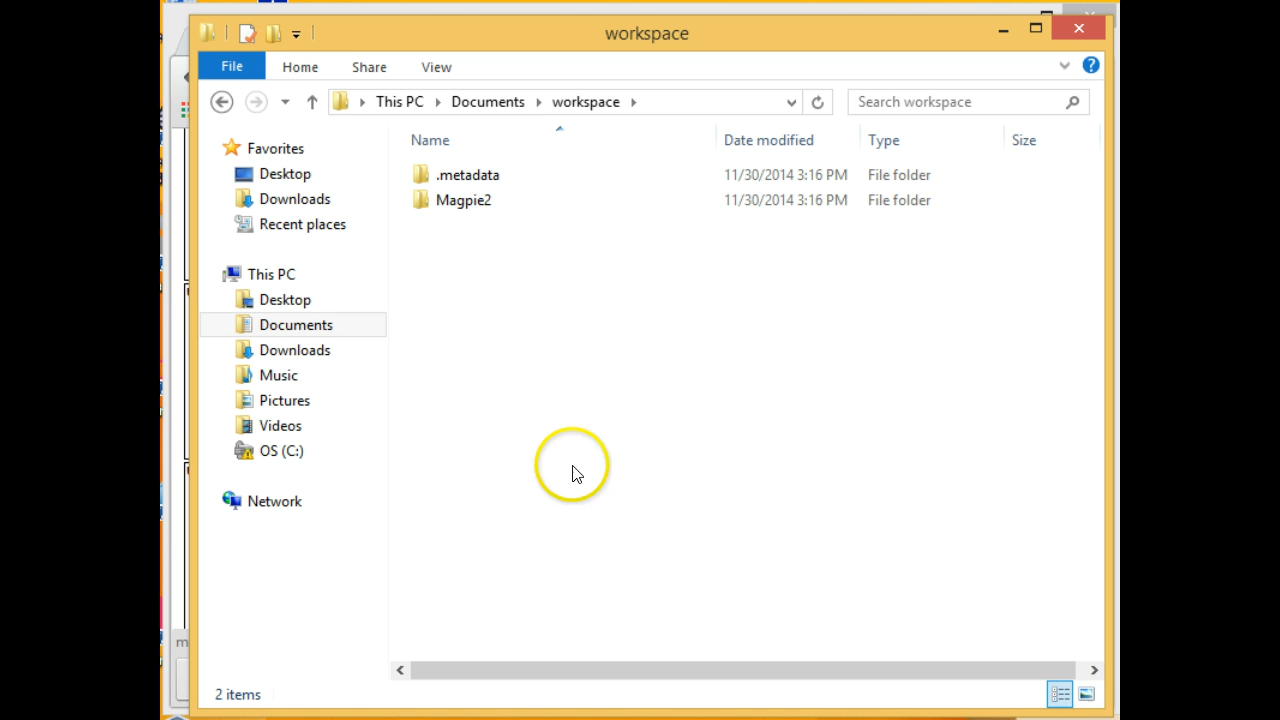 workspace
File Home Share View
This PC Documents workspace
Search workspace
Name Date modified Type Size
.metadata 11/30/2014 3:16 PM File folder
Magpie2 11/30/2014 3:16 PM File folder
Favorites
Desktop
Downloads
Recent places
This PC
Desktop
Documents
Downloads
Music
Pictures
Videos
OS (C:)
Network
m
2 items